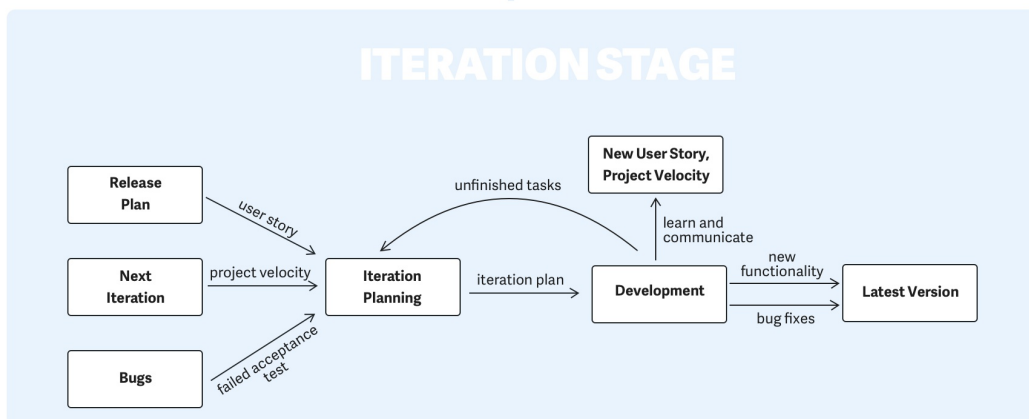 ITERATION STAGE
New User Story,
Project Velocity
Release
Plan
user story
unfinished tasks
learn and
communicate
Next
Iteration
project velocity
Iteration
Planning
iteration plan
Development
new
functionality
bug fixes
Latest Version
Bugs
failed acceptance
test